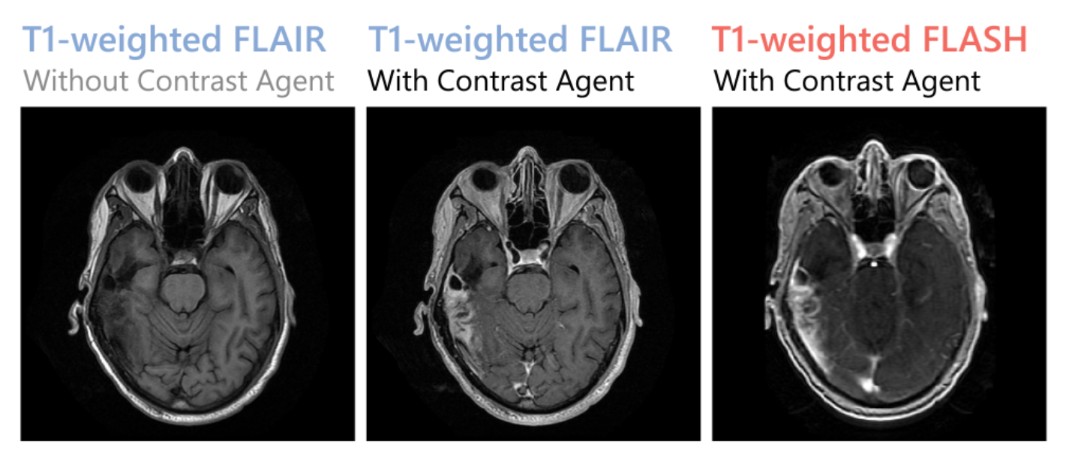 T1-weighted FLAIR
Without Contrast Agent
T1-weighted FLAIR
With Contrast Agent
T1-weighted FLASH
With Contrast Agent